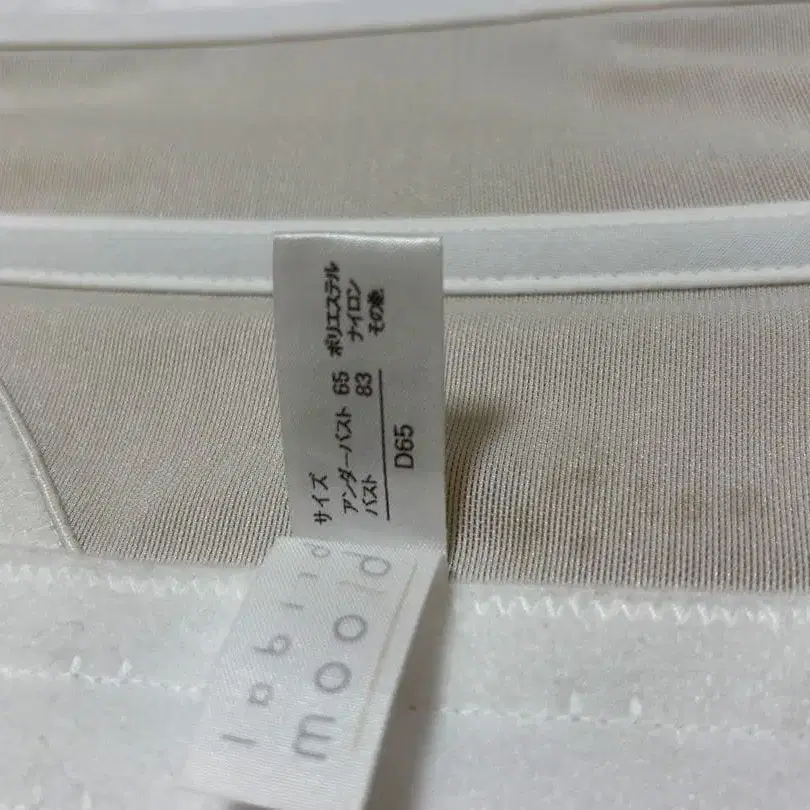 サイズ
アンダーバスト 65
バスト 83
D65
ポリエステル
ナイロン
その他